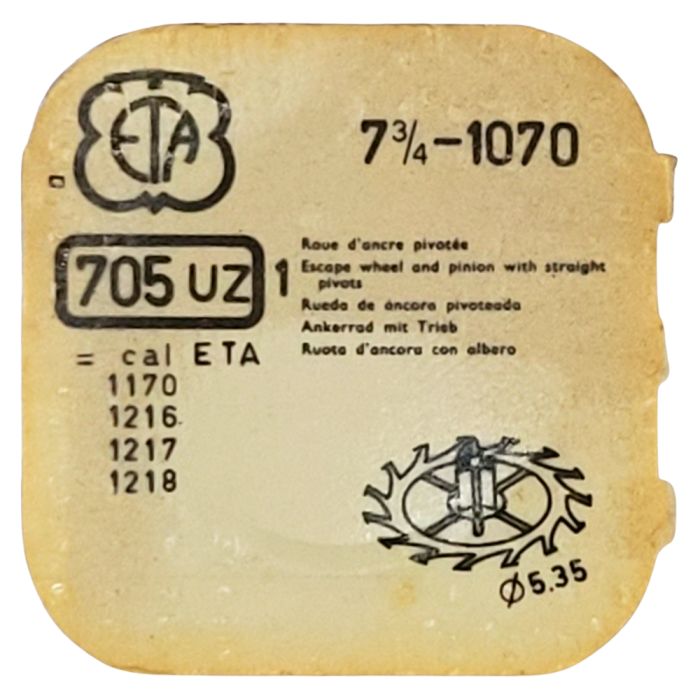 ETA
7¾-1070
705 UZ 1
Roue d'ancre pivotée
Escape wheel and pinion with straight
pivots
Rueda de áncora pivoteada
Ankerrad mit Trieb
Ruota d'ancora con albero
= cal ETA
1170
1216
1217
1218
Ø5.35